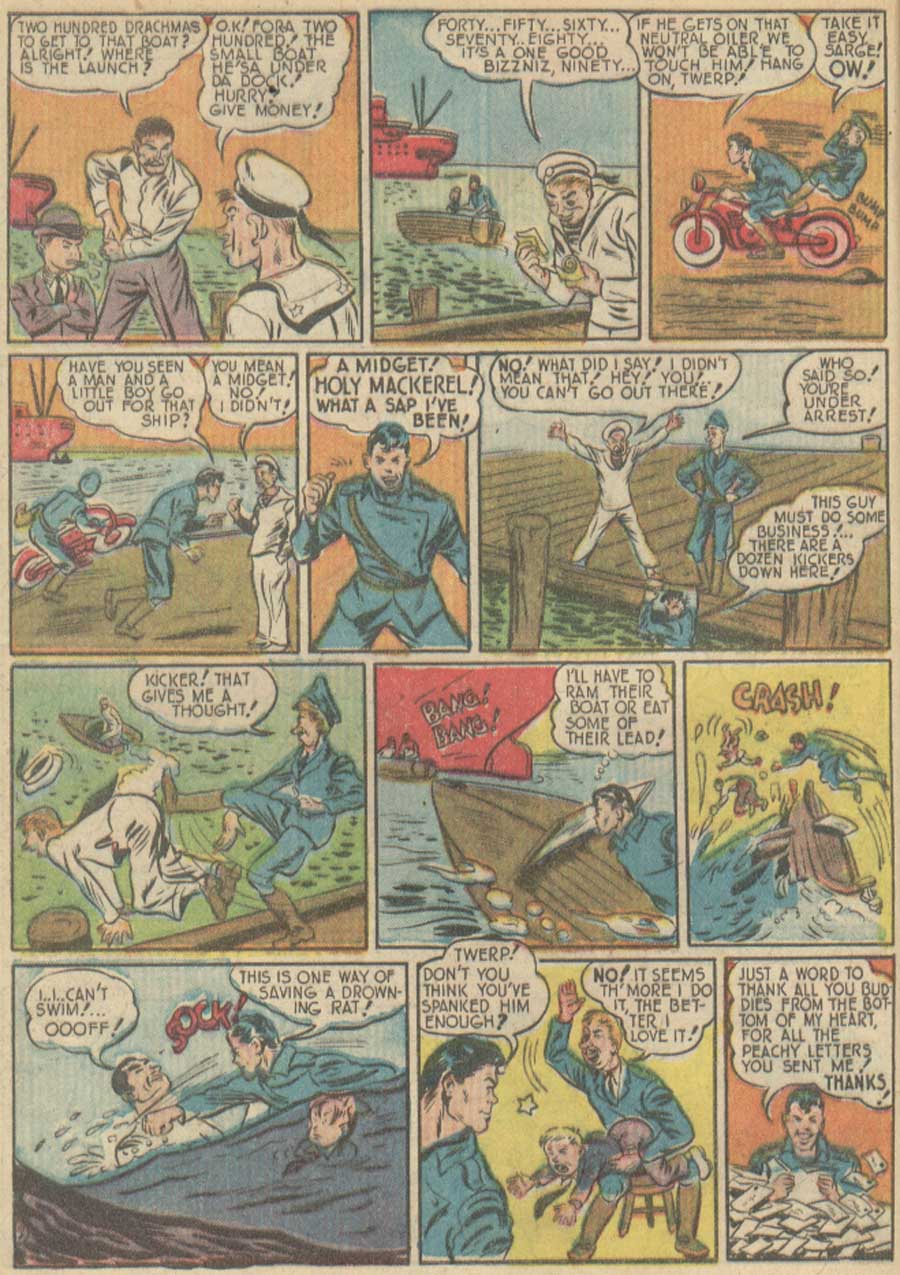 TWO HUNDRED DRACHMAS
TO GET TO THAT BOAT?
ALRIGHT! WHERE
IS THE LAUNCH?
O.K! FORA TWO
HUNDRED! THE
SMALL BOAT
HE'SA UNDER
DA DOCK!
HURRY!
GIVE MONEY!
FORTY...FIFTY...SIXTY...
SEVENTY..EIGHTY...
IT'S A ONE GOOD
BIZZNIZ, NINETY...
IF HE GETS ON THAT
NEUTRAL OILER WE
WON'T BE ABLE TO
TOUCH HIM! HANG
ON, TWERP!
TAKE IT
EASY,
SARGE!
OW!
BUMP
BUMP
HAVE YOU SEEN
A MAN AND A
LITTLE BOY GO
OUT FOR THAT
SHIP?
YOU MEAN
A MIDGET!
NO!
I DIDN'T!
A MIDGET!
HOLY MACKEREL!
WHAT A SAP I'VE
BEEN!
NO! WHAT DID I SAY! I DIDN'T
MEAN THAT! HEY! YOU!..
YOU CAN'T GO OUT THERE!
WHO
SAID SO!
YOU'RE
UNDER
ARREST!
THIS GUY
MUST DO SOME
BUSINESS!...
THERE ARE A
DOZEN KICKERS
DOWN HERE!
KICKER! THAT
GIVES ME A
THOUGHT!
BANG!
BANG!
I'LL HAVE TO
RAM THEIR
BOAT OR EAT
SOME OF
THEIR LEAD!
CRASH!
I..I..CAN'T
SWIM!...
OOOFF!
SOCK!
THIS IS ONE WAY OF
SAVING A DROWN-
ING RAT!
TWERP!
DON'T YOU
THINK YOU'VE
SPANKED HIM
ENOUGH?
NO! IT SEEMS
TH' MORE I DO
IT, THE BET-
TER I
LOVE IT!
JUST A WORD TO
THANK ALL YOU BUD
DIES FROM THE BOT-
TOM OF MY HEART,
FOR ALL THE
PEACHY LETTERS
YOU SENT ME!
THANKS!